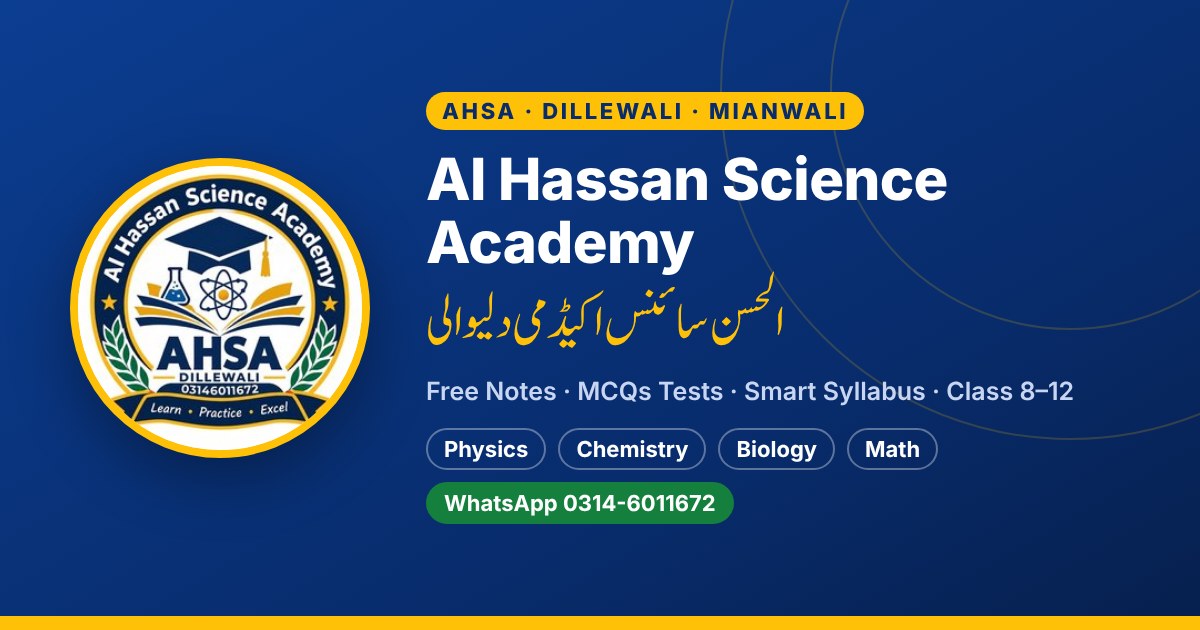 Al Hassan Science Academy
AHSA
DILLEWALI
03146011672
Learn • Practice • Excel
AHSA · DILLEWALI · MIANWALI
Al Hassan Science
Academy
الحسن سائنس اکیڈمی دلیوالی
Free Notes · MCQs Tests · Smart Syllabus · Class 8–12
Physics Chemistry Biology Math
WhatsApp 0314-6011672